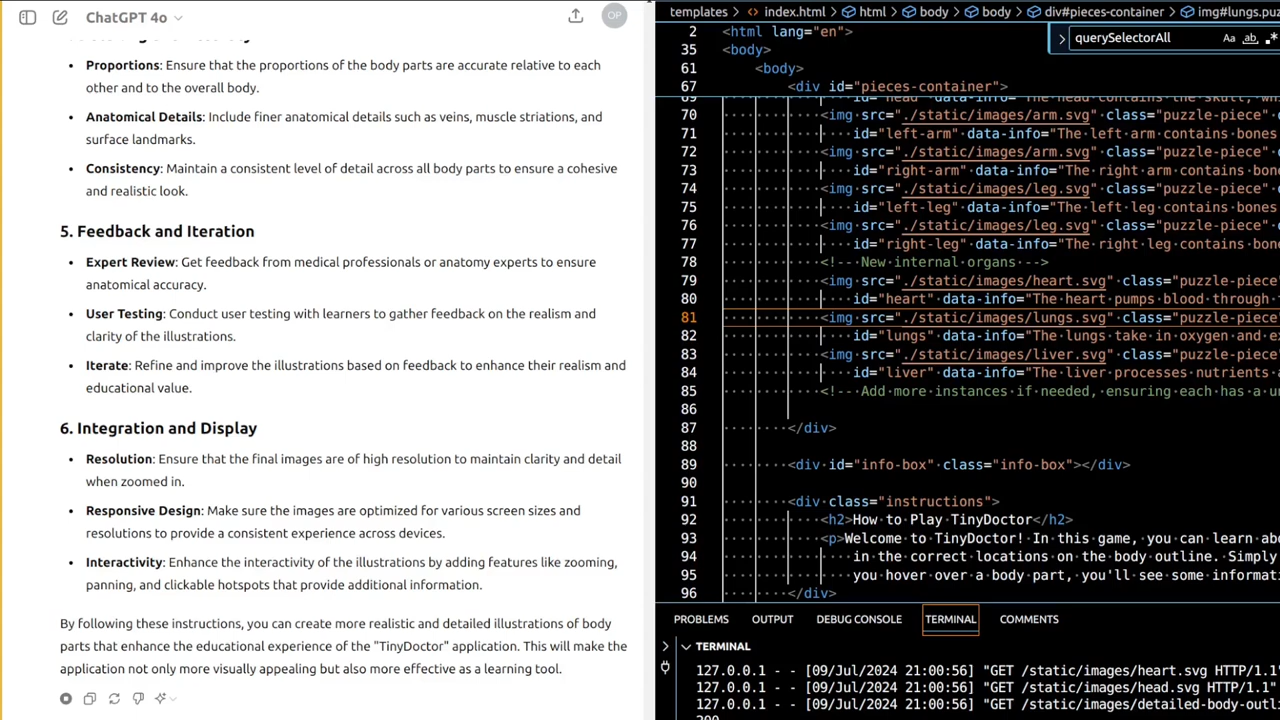 ChatGPT 4o
OP
• Proportions: Ensure that the proportions of the body parts are accurate relative to each
other and to the overall body.
• Anatomical Details: Include finer anatomical details such as veins, muscle striations, and
surface landmarks.
• Consistency: Maintain a consistent level of detail across all body parts to ensure a cohesive
and realistic look.
5. Feedback and Iteration
• Expert Review: Get feedback from medical professionals or anatomy experts to ensure
anatomical accuracy.
• User Testing: Conduct user testing with learners to gather feedback on the realism and
clarity of the illustrations.
• Iterate: Refine and improve the illustrations based on feedback to enhance their realism and
educational value.
6. Integration and Display
• Resolution: Ensure that the final images are of high resolution to maintain clarity and detail
when zoomed in.
• Responsive Design: Make sure the images are optimized for various screen sizes and
resolutions to provide a consistent experience across devices.
• Interactivity: Enhance the interactivity of the illustrations by adding features like zooming,
panning, and clickable hotspots that provide additional information.
By following these instructions, you can create more realistic and detailed illustrations of body
parts that enhance the educational experience of the "TinyDoctor" application. This will make the
application not only more visually appealing but also more effective as a learning tool.
templates > index.html > html > body > body > div#pieces-container > img#lungs.puz
querySelectorAll
Aa ab .*
2 <html lang="en">
35 <body>
61 <body>
67 <div id="pieces-container">
69 id="head" data-info="The head contains the skull, wh
70 <img src="./static/images/arm.svg" class="puzzle-piece"
71 id="left-arm" data-info="The left arm contains bones
72 <img src="./static/images/arm.svg" class="puzzle-piece"
73 id="right-arm" data-info="The right arm contains bone
74 <img src="./static/images/leg.svg" class="puzzle-piece"
75 id="left-leg" data-info="The left leg contains bones
76 <img src="./static/images/leg.svg" class="puzzle-piece"
77 id="right-leg" data-info="The right leg contains bone
78 <!-- New internal organs -->
79 <img src="./static/images/heart.svg" class="puzzle-piec
80 id="heart" data-info="The heart pumps blood through
81 <img src="./static/images/lungs.svg" class="puzzle-piece
82 id="lungs" data-info="The lungs take in oxygen and ex
83 <img src="./static/images/liver.svg" class="puzzle-piece
84 id="liver" data-info="The liver processes nutrients a
85 <!-- Add more instances if needed, ensuring each has a un
86
87 </div>
88
89 <div id="info-box" class="info-box"></div>
90
91 <div class="instructions">
92 <h2>How to Play TinyDoctor</h2>
93 <p>Welcome to TinyDoctor! In this game, you can learn abo
94 in the correct locations on the body outline. Simply
95 you hover over a body part, you'll see some informati
96 </div>
PROBLEMS OUTPUT DEBUG CONSOLE TERMINAL COMMENTS
TERMINAL
127.0.0.1 - - [09/Jul/2024 21:00:56] "GET /static/images/heart.svg HTTP/1.1"
127.0.0.1 - - [09/Jul/2024 21:00:56] "GET /static/images/head.svg HTTP/1.1"
127.0.0.1 - - [09/Jul/2024 21:00:56] "GET /static/images/detailed-body-outli
200